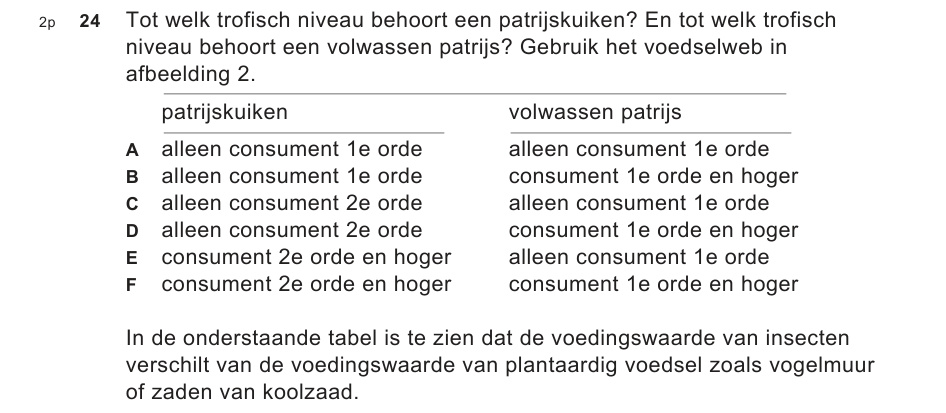 2p 24 Tot welk trofisch niveau behoort een patrijskuiken? En tot welk trofisch
niveau behoort een volwassen patrijs? Gebruik het voedselweb in
afbeelding 2.
patrijskuiken volwassen patrijs
A alleen consument 1e orde alleen consument 1e orde
B alleen consument 1e orde consument 1e orde en hoger
C alleen consument 2e orde alleen consument 1e orde
D alleen consument 2e orde consument 1e orde en hoger
E consument 2e orde en hoger alleen consument 1e orde
F consument 2e orde en hoger consument 1e orde en hoger
In de onderstaande tabel is te zien dat de voedingswaarde van insecten
verschilt van de voedingswaarde van plantaardig voedsel zoals vogelmuur
of zaden van koolzaad.